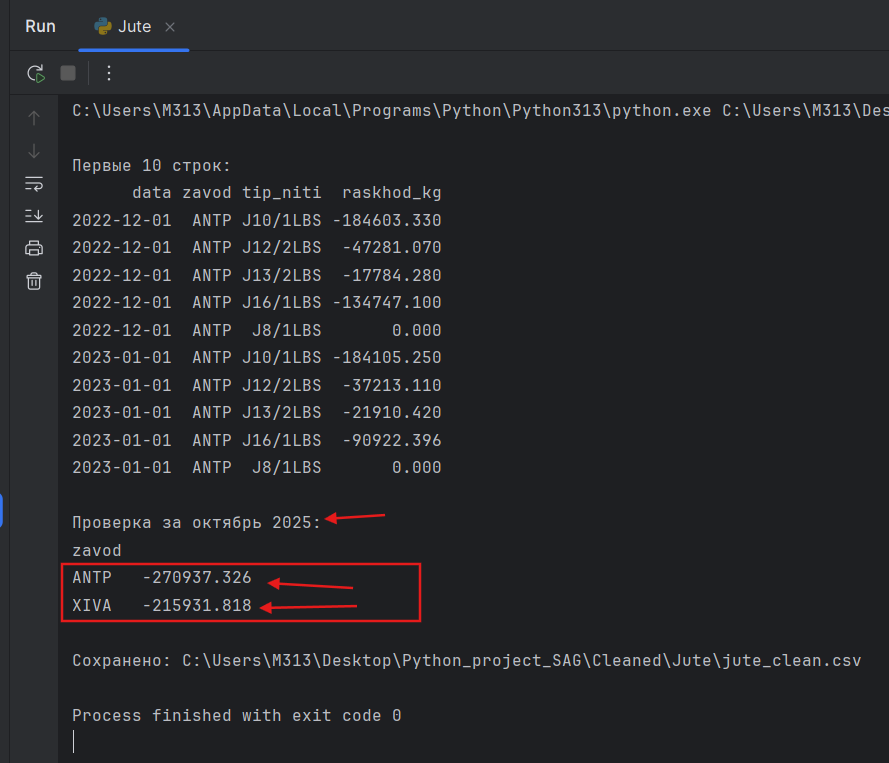 Run Jute
C:\Users\M313\AppData\Local\Programs\Python\Python313\python.exe C:\Users\M313\Des
Первые 10 строк:
data zavod tip_niti raskhod_kg
2022-12-01 ANTP J10/1LBS -184603.330
2022-12-01 ANTP J12/2LBS -47281.070
2022-12-01 ANTP J13/2LBS -17784.280
2022-12-01 ANTP J16/1LBS -134747.100
2022-12-01 ANTP J8/1LBS 0.000
2023-01-01 ANTP J10/1LBS -184105.250
2023-01-01 ANTP J12/2LBS -37213.110
2023-01-01 ANTP J13/2LBS -21910.420
2023-01-01 ANTP J16/1LBS -90922.396
2023-01-01 ANTP J8/1LBS 0.000
Проверка за октябрь 2025:
zavod
ANTP -270937.326
XIVA -215931.818
Сохранено: C:\Users\M313\Desktop\Python_project_SAG\Cleaned\Jute\jute_clean.csv
Process finished with exit code 0